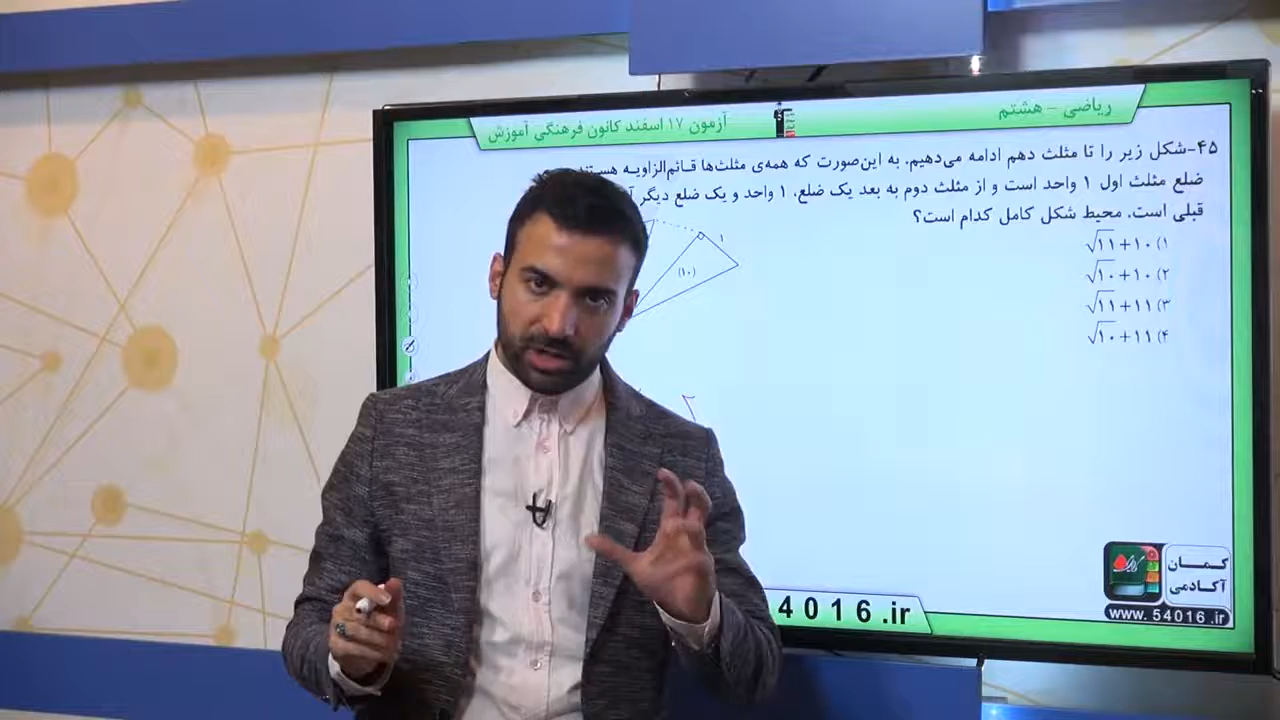 ریاضی - هشتم
آزمون ۱۷ اسفند کانون فرهنگی آموزش
۴۵-شکل زیر را تا مثلث دهم ادامه می‌دهیم. به این‌صورت که همه‌ی مثلث‌ها قائم‌الزاویه هستند
ضلع مثلث اول ۱ واحد است و از مثلث دوم به بعد یک ضلع، ۱ واحد و یک ضلع دیگر
قبلی است. محیط شکل کامل کدام است؟
۱) ۱۰+√۱۱
۲) ۱۰+√۱۰
۳) ۱۱+√۱۱
۴) ۱۱+√۱۰
۱
(۱۰)
کمان
آکادمی
www. 54016 .ir
4016 .ir